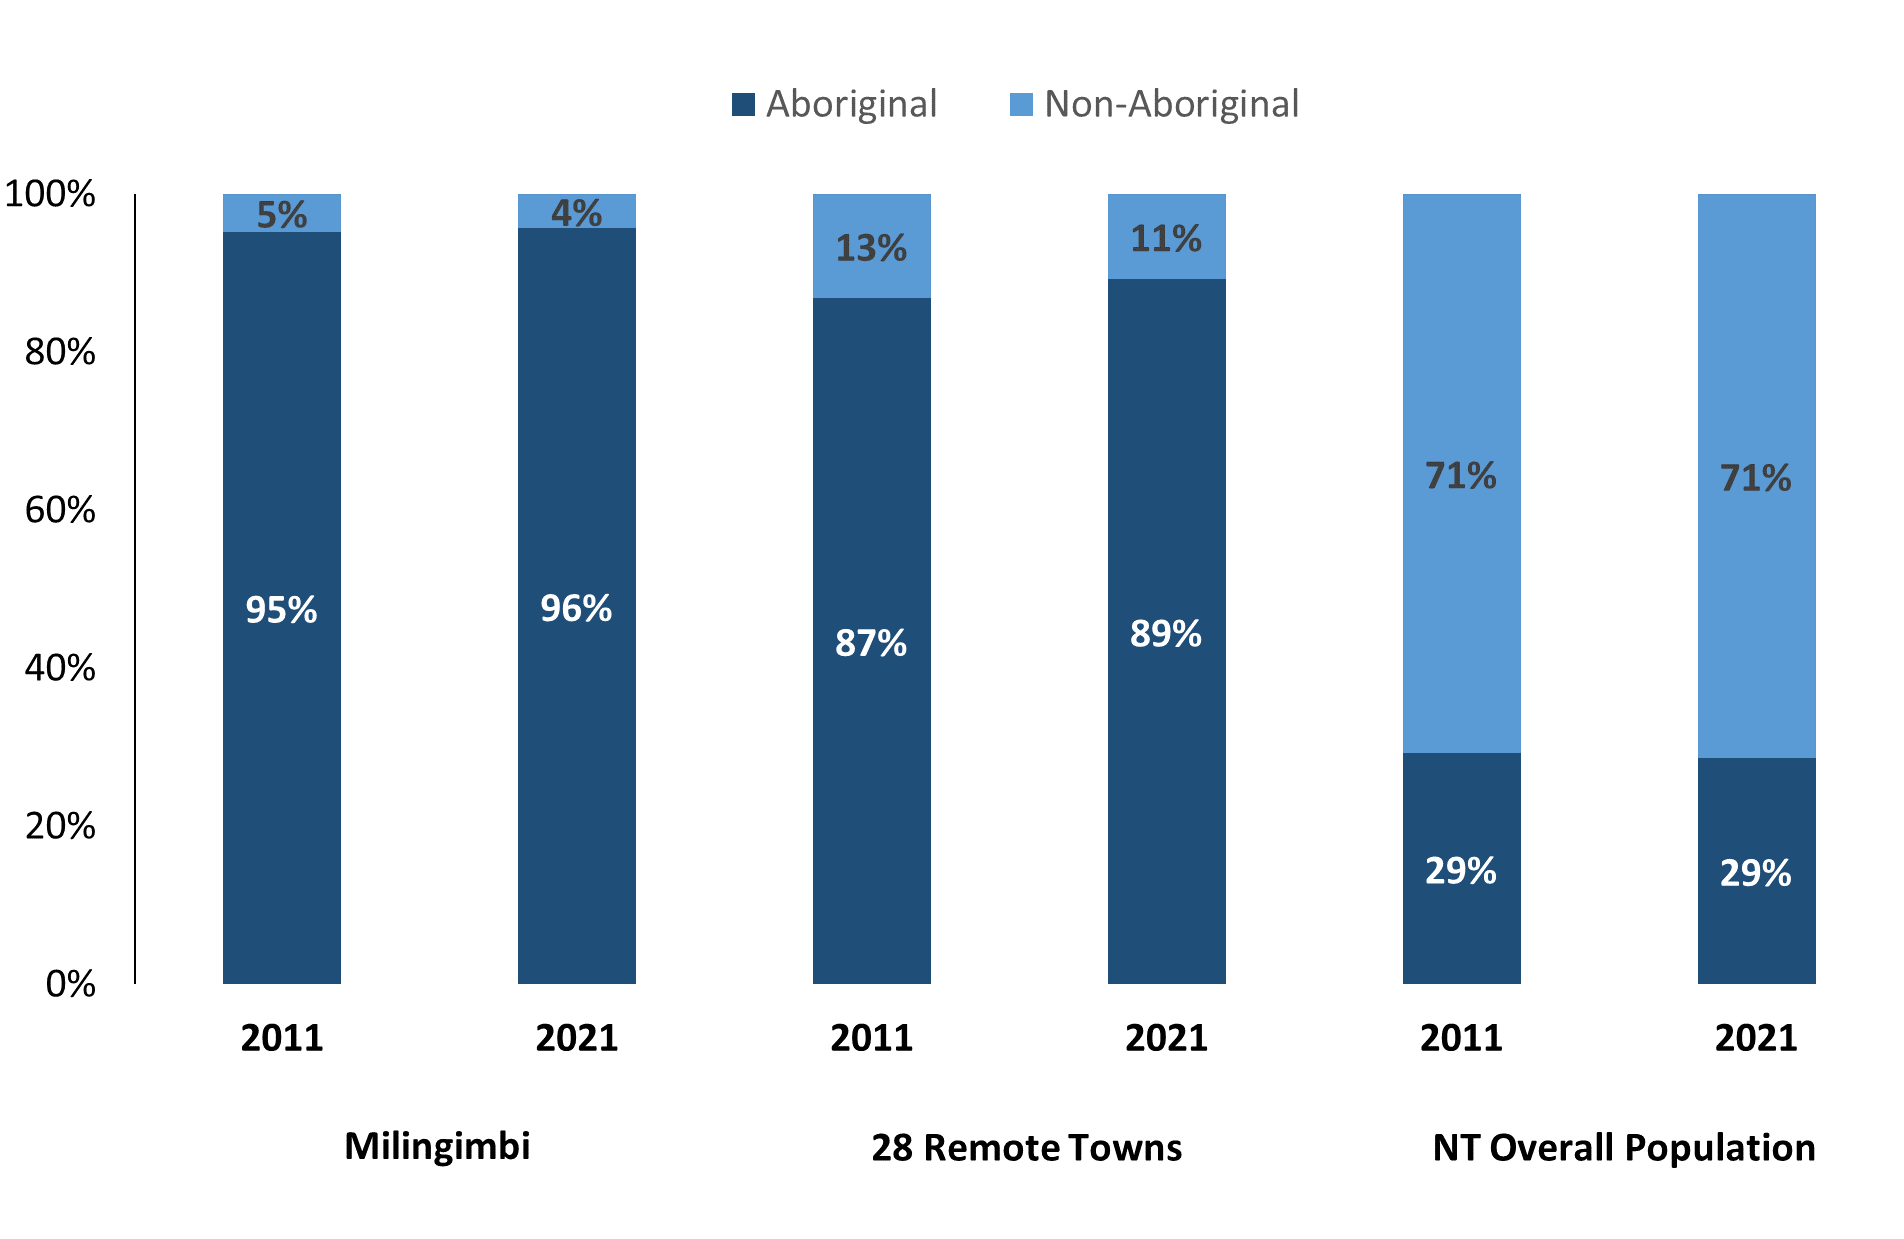 Aboriginal Non-Aboriginal
100%
80%
60%
40%
20%
0%
5% 4% 13% 11% 71% 71%
95% 96% 87% 89% 29% 29%
2011 2021 2011 2021 2011 2021
Milingimbi 28 Remote Towns NT Overall Population